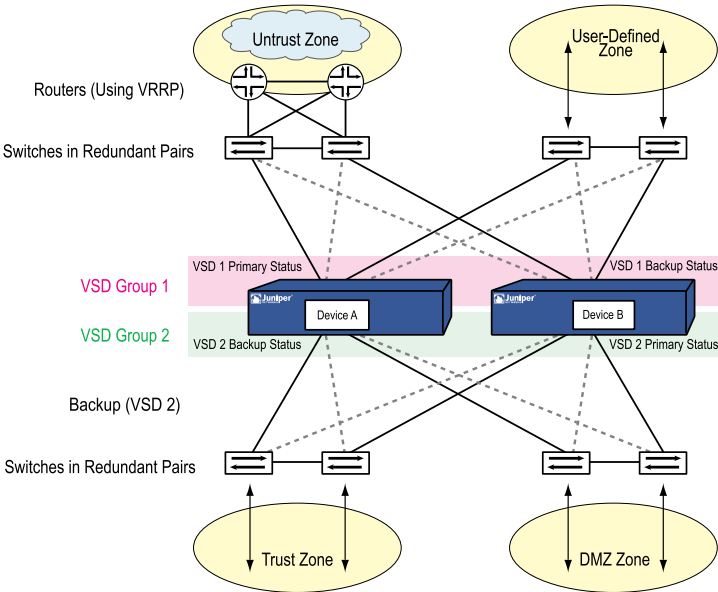 Untrust Zone
User-Defined
Zone
Routers (Using VRRP)
Switches in Redundant Pairs
VSD 1 Primary Status
VSD 1 Backup Status
VSD Group 1
Juniper
Juniper
Device A
Device B
VSD Group 2
VSD 2 Backup Status
VSD 2 Primary Status
Backup (VSD 2)
Switches in Redundant Pairs
Trust Zone
DMZ Zone